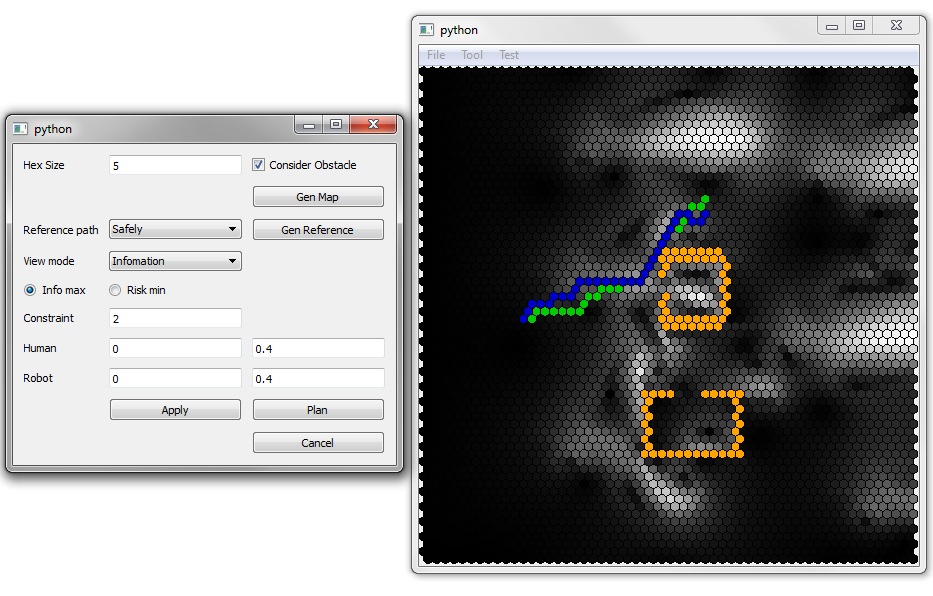 python
File Tool Test
python
Hex Size 5 Consider Obstacle
Gen Map
Reference path Safely Gen Reference
View mode Infomation
Info max Risk min
Constraint 2
Human 0 0.4
Robot 0 0.4
Apply Plan
Cancel